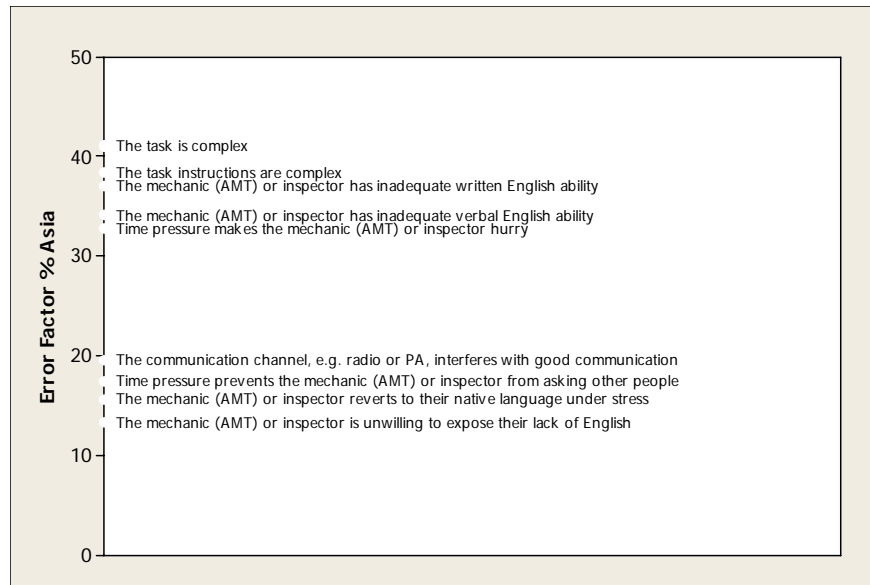 50
The task is complex
40
The task instructions are complex
The mechanic (AMT) or inspector has inadequate written English ability
The mechanic (AMT) or inspector has inadequate verbal English ability
Time pressure makes the mechanic (AMT) or inspector hurry
30
Error Factor % Asia
20
The communication channel, e.g. radio or PA, interferes with good communication
Time pressure prevents the mechanic (AMT) or inspector from asking other people
The mechanic (AMT) or inspector reverts to their native language under stress
The mechanic (AMT) or inspector is unwilling to expose their lack of English
10
0